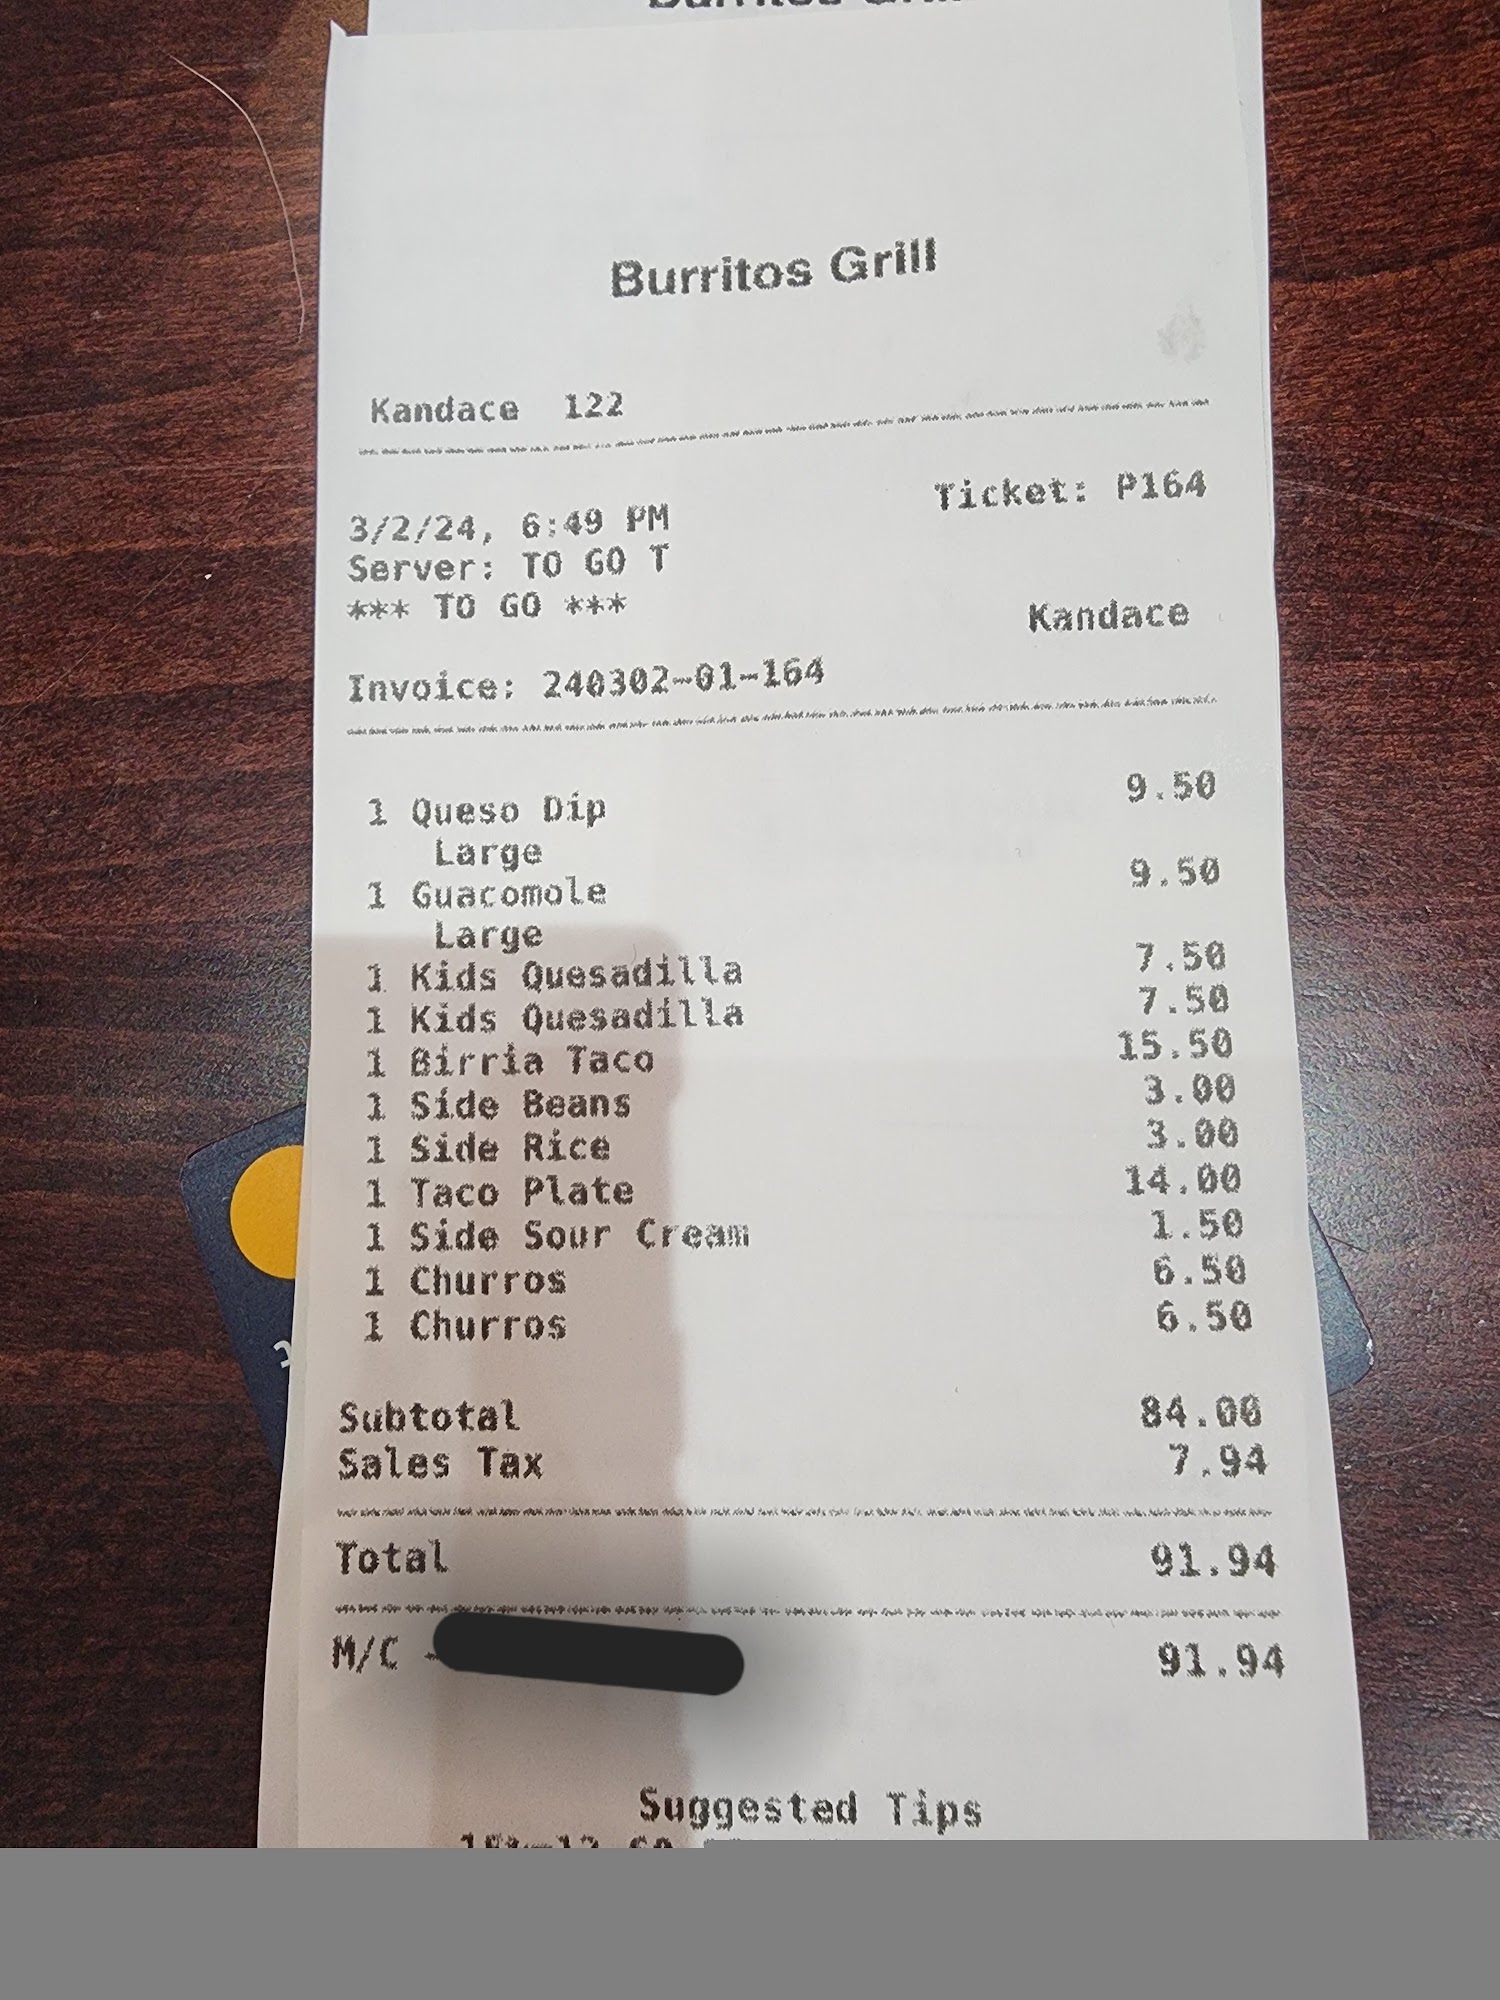 Burritos Grill
Kandace 122
Ticket: P164
3/2/24, 6:49 PM
Server: TO GO T
*** TO GO ***
Kandace
Invoice: 240302-01-164
1 Queso Dip 9.50
Large
1 Guacomole 9.50
Large
1 Kids Quesadilla 7.50
1 Kids Quesadilla 7.50
1 Birria Taco 15.50
1 Side Beans 3.00
1 Side Rice 3.00
1 Taco Plate 14.00
1 Side Sour Cream 1.50
1 Churros 6.50
1 Churros 6.50
Subtotal 84.00
Sales Tax 7.94
Total 91.94
M/C 91.94
Suggested Tips